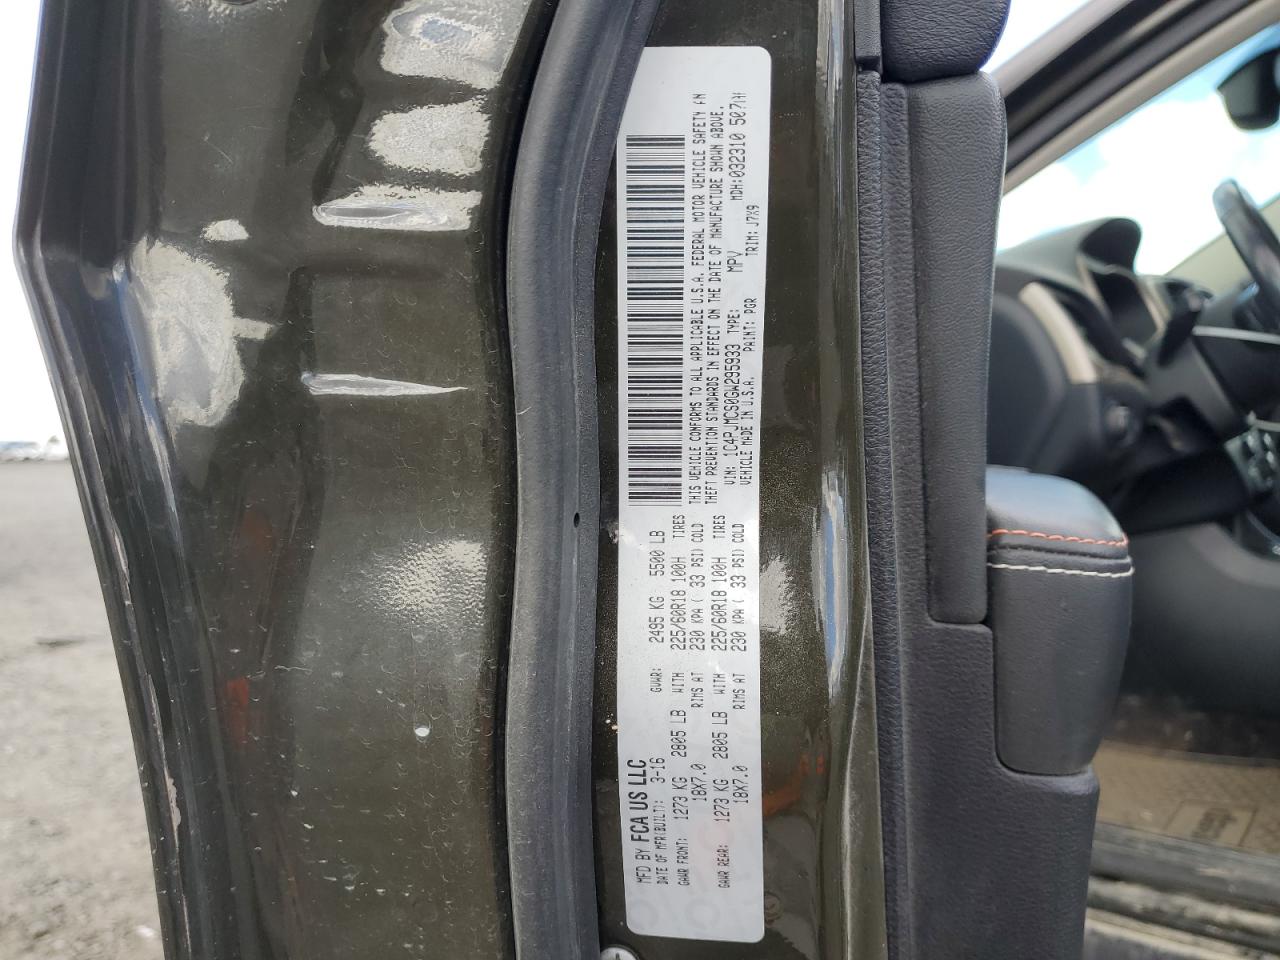 MFD BY FCA US LLC
DATE OF MFR(BUILT): 3-16 GVWR: 2495 KG 5500 LB
GAWR FRONT: 1273 KG 2805 LB WITH 225/60R18 100H TIRES
18X7.0 RIMS AT 230 KPA ( 33 PSI) COLD
GAWR REAR: 1273 KG 2805 LB WITH 225/60R18 100H TIRES
18X7.0 RIMS AT 230 KPA ( 33 PSI) COLD
THIS VEHICLE CONFORMS TO ALL APPLICABLE U.S.A. FEDERAL MOTOR VEHICLE SAFETY
THEFT PREVENTION STANDARDS IN EFFECT ON THE DATE OF MANUFACTURE SHOWN ABOVE.
VIN: 1C4PJMCS0GW295933 TYPE: MPV MDH:032310 507
VEHICLE MADE IN U.S.A. PAINT: PGR TRIM: J7X9
Jeep